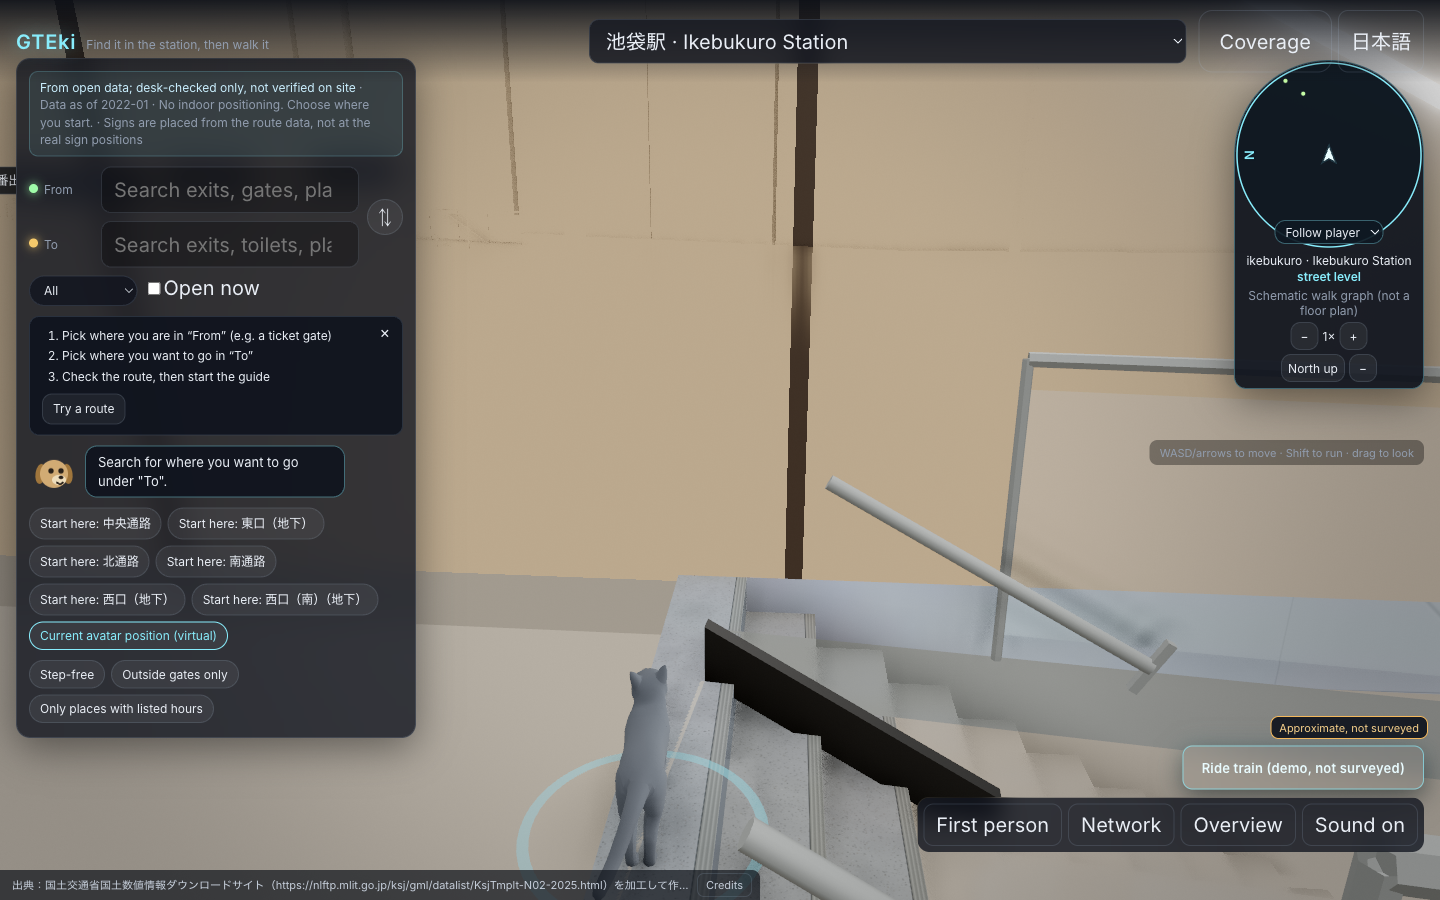 GTEki Find it in the station, then walk it
池袋駅 · Ikebukuro Station
Coverage
日本語
From open data; desk-checked only, not verified on site ·
Data as of 2022-01 · No indoor positioning. Choose where
you start. · Signs are placed from the route data, not at the
real sign positions
番出
From
Search exits, gates, pla
To
Search exits, toilets, pla
All
Open now
1. Pick where you are in “From” (e.g. a ticket gate)
2. Pick where you want to go in “To”
3. Check the route, then start the guide
Try a route
Search for where you want to go
under "To".
Start here: 中央通路
Start here: 東口（地下）
Start here: 北通路
Start here: 南通路
Start here: 西口（地下）
Start here: 西口（南）（地下）
Current avatar position (virtual)
Step-free
Outside gates only
Only places with listed hours
N
Follow player
ikebukuro · Ikebukuro Station
street level
Schematic walk graph (not a
floor plan)
− 1× +
North up −
WASD/arrows to move · Shift to run · drag to look
Approximate, not surveyed
Ride train (demo, not surveyed)
First person
Network
Overview
Sound on
出典：国土交通省国土数値情報ダウンロードサイト（https://nlftp.mlit.go.jp/ksj/gml/datalist/KsjTmplt-N02-2025.html）を加工して作...
Credits